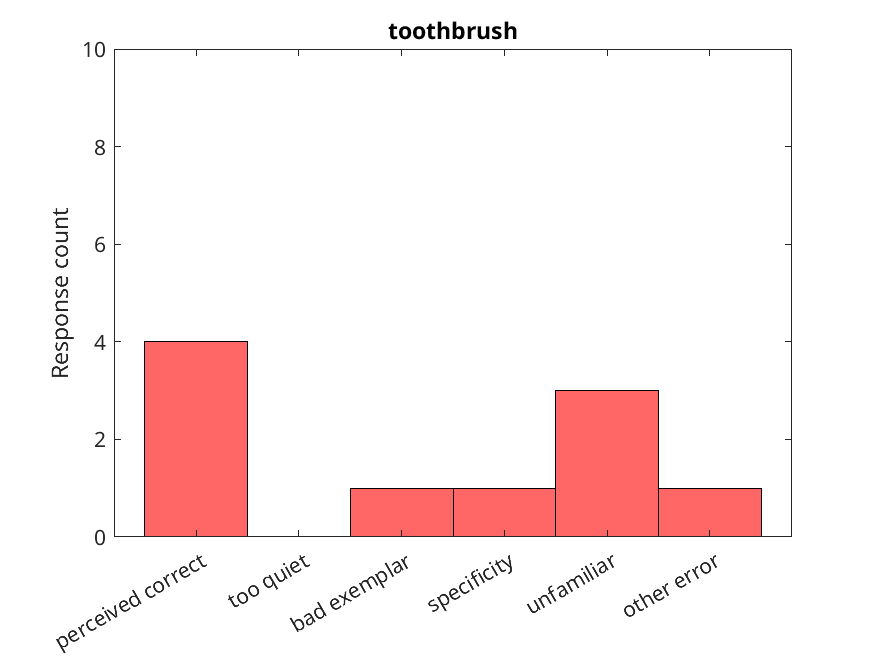 toothbrush
10
8
6
4
2
0
Response count
perceived correct
too quiet
bad exemplar
specificity
unfamiliar
other error